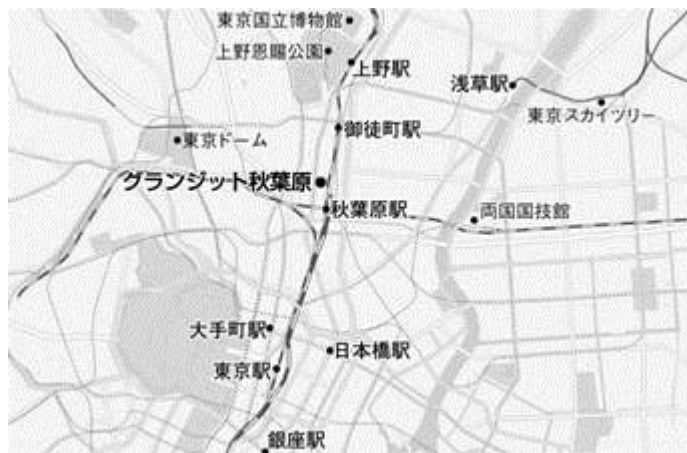 東京国立博物館
上野恩賜公園
上野駅
浅草駅
東京スカイツリー
御徒町駅
東京ドーム
グランジット秋葉原
秋葉原駅
両国国技館
大手町駅
日本橋駅
東京駅
銀座駅